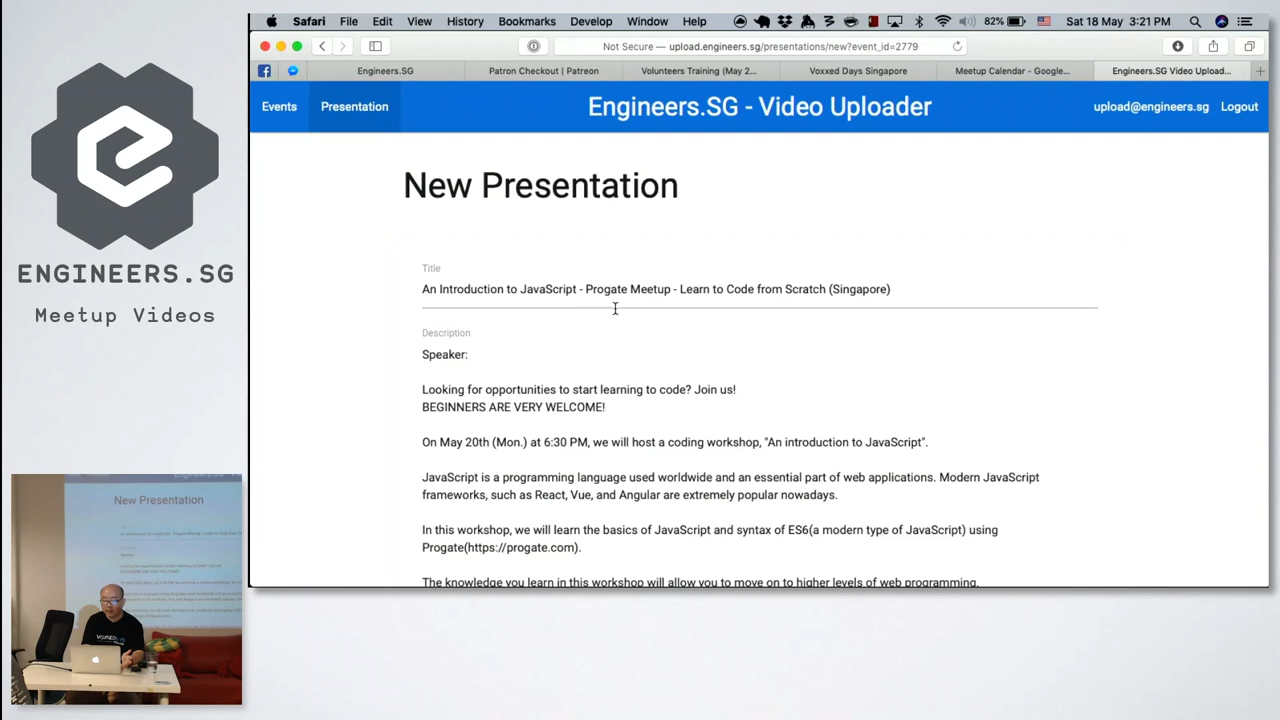 Safari File Edit View History Bookmarks Develop Window Help 82% Sat 18 May 3:21 PM
Not Secure — upload.engineers.sg/presentations/new?event_id=2779
Engineers.SG Patron Checkout | Patreon Volunteers Training (May 2... Voxxed Days Singapore Meetup Calendar - Google... Engineers.SG Video Upload...
Events Presentation Engineers.SG - Video Uploader upload@engineers.sg Logout
New Presentation
Title
An Introduction to JavaScript - Progate Meetup - Learn to Code from Scratch (Singapore)
Description
Speaker:
Looking for opportunities to start learning to code? Join us!
BEGINNERS ARE VERY WELCOME!
On May 20th (Mon.) at 6:30 PM, we will host a coding workshop, "An introduction to JavaScript".
JavaScript is a programming language used worldwide and an essential part of web applications. Modern JavaScript
frameworks, such as React, Vue, and Angular are extremely popular nowadays.
In this workshop, we will learn the basics of JavaScript and syntax of ES6(a modern type of JavaScript) using
Progate(https://progate.com).
The knowledge you learn in this workshop will allow you to move on to higher levels of web programming.
ENGINEERS.SG
Meetup Videos
New Presentation